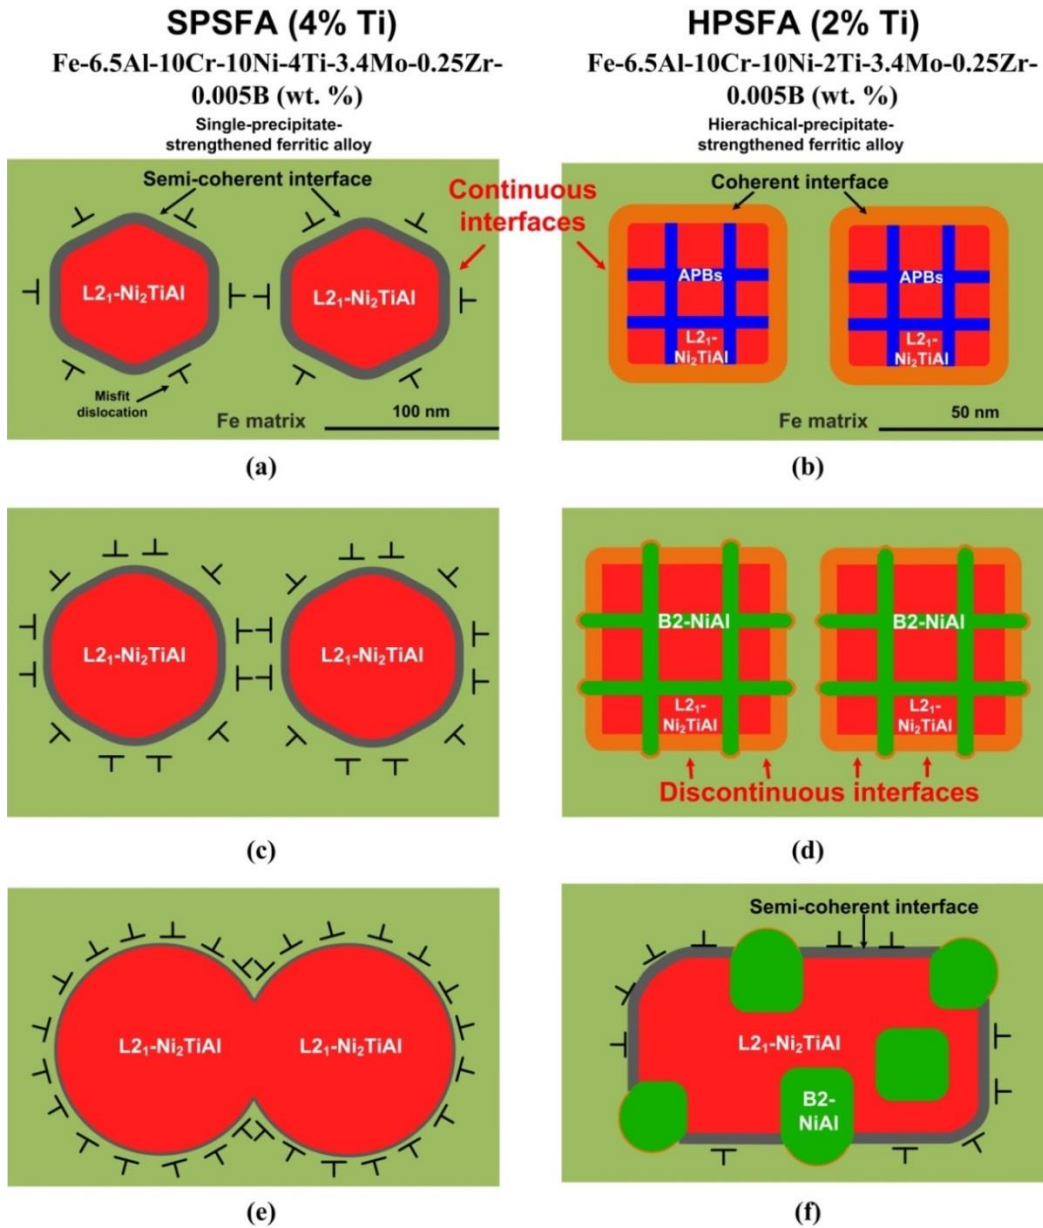 SPSFA (4% Ti)
Fe-6.5Al-10Cr-10Ni-4Ti-3.4Mo-0.25Zr-
0.005B (wt. %)
Single-precipitate-
strengthened ferritic alloy
HPSFA (2% Ti)
Fe-6.5Al-10Cr-10Ni-2Ti-3.4Mo-0.25Zr-
0.005B (wt. %)
Hierachical-precipitate-
strengthened ferritic alloy
Semi-coherent interface
L2₁-Ni₂TiAl
L2₁-Ni₂TiAl
Misfit
dislocation
Fe matrix
100 nm
(a)
Continuous
interfaces
Coherent interface
APBs
L2₁-
Ni₂TiAl
APBs
L2₁-
Ni₂TiAl
Fe matrix
50 nm
(b)
L2₁-Ni₂TiAl
L2₁-Ni₂TiAl
(c)
B2-NiAl
L2₁-
Ni₂TiAl
B2-NiAl
L2₁-
Ni₂TiAl
Discontinuous interfaces
(d)
L2₁-Ni₂TiAl
L2₁-Ni₂TiAl
(e)
Semi-coherent interface
L2₁-Ni₂TiAl
B2-
NiAl
(f)